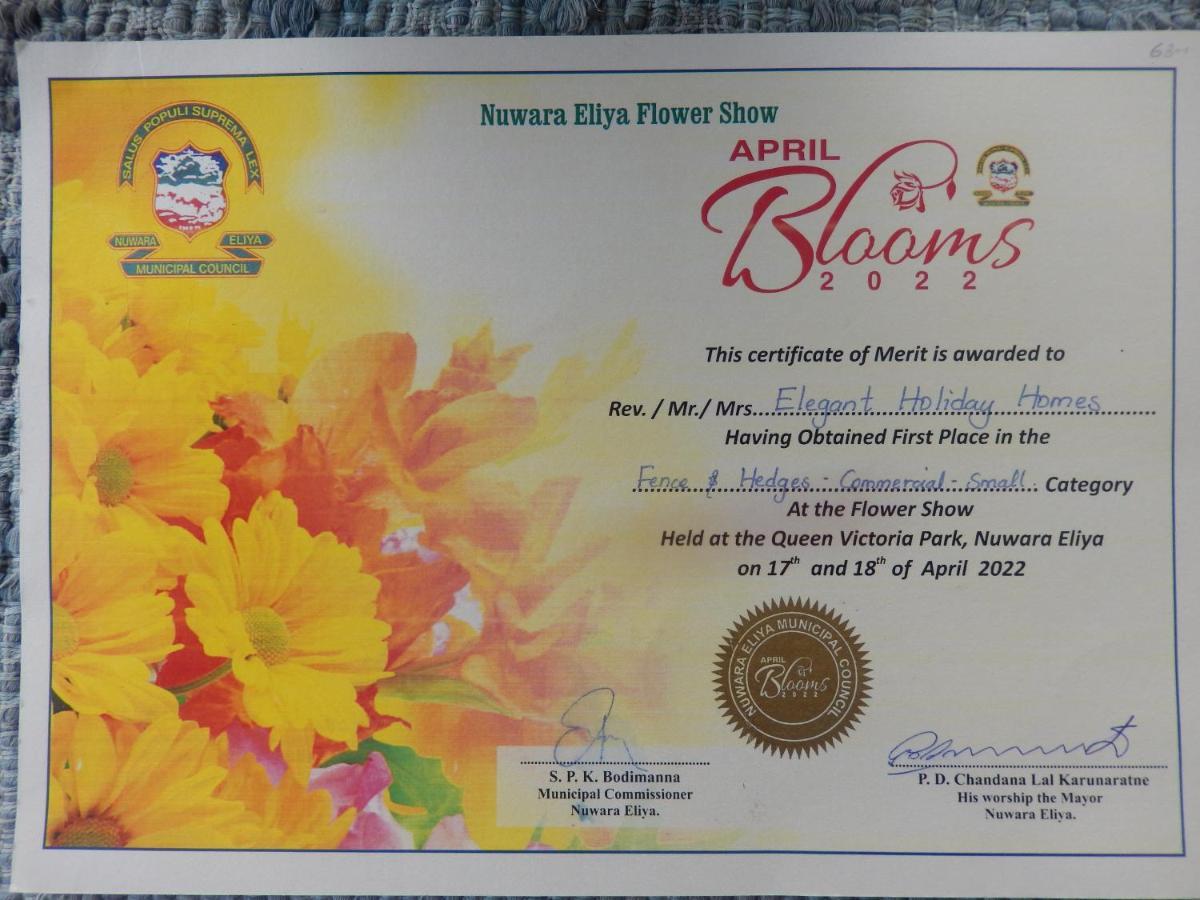 SALUS POPULI SUPREMA LEX
NUWARA ELIYA
MUNICIPAL COUNCIL
Nuwara Eliya Flower Show
APRIL
Blooms
2022
This certificate of Merit is awarded to
Rev. / Mr./ Mrs....Elegant Holiday Homes
Having Obtained First Place in the
Fence & Hedges - Commercial - Small. Category
At the Flower Show
Held at the Queen Victoria Park, Nuwara Eliya
on 17th and 18th of April 2022
NUWARA ELIYA MUNICIPAL COUNCIL
APRIL
Blooms
2022
S. P. K. Bodimanna
Municipal Commissioner
Nuwara Eliya.
P. D. Chandana Lal Karunaratne
His worship the Mayor
Nuwara Eliya.